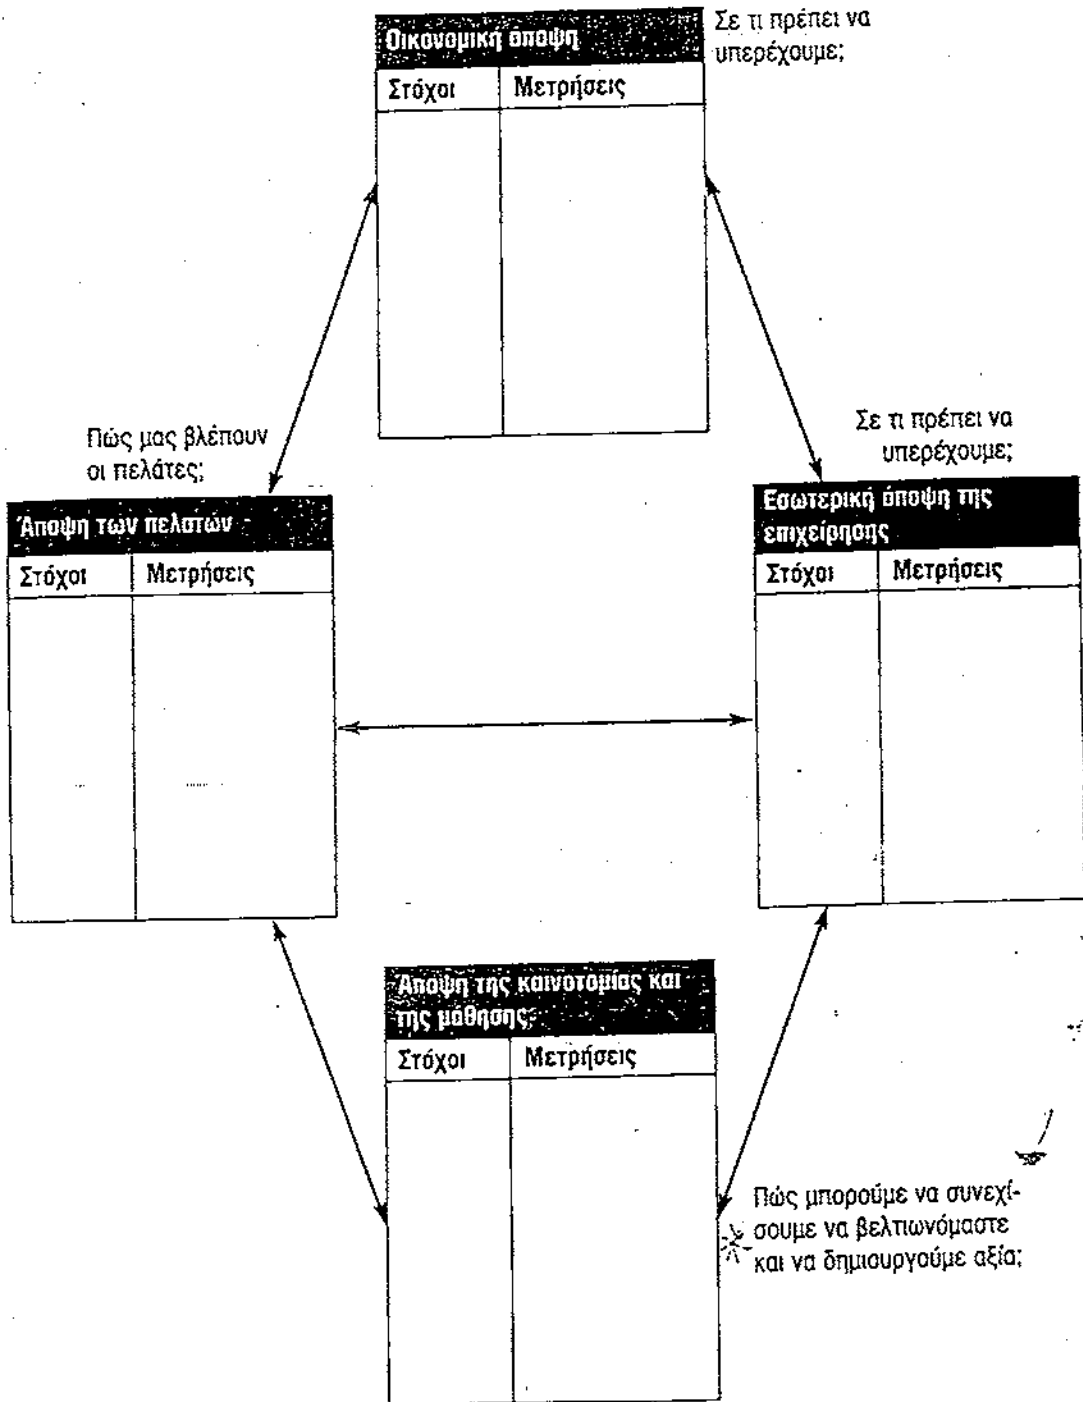 Οικονομική άποψη
Σε τι πρέπει να
υπερέχουμε;
Στόχοι Μετρήσεις
Πώς μας βλέπουν
οι πελάτες;
Σε τι πρέπει να
υπερέχουμε;
Άποψη των πελατών
Στόχοι Μετρήσεις
Εσωτερική άποψη της
επιχείρησης
Στόχοι Μετρήσεις
Άποψη της καινοτομίας και
της μάθησης
Στόχοι Μετρήσεις
Πώς μπορούμε να συνεχί-
σουμε να βελτιωνόμαστε
και να δημιουργούμε αξία;